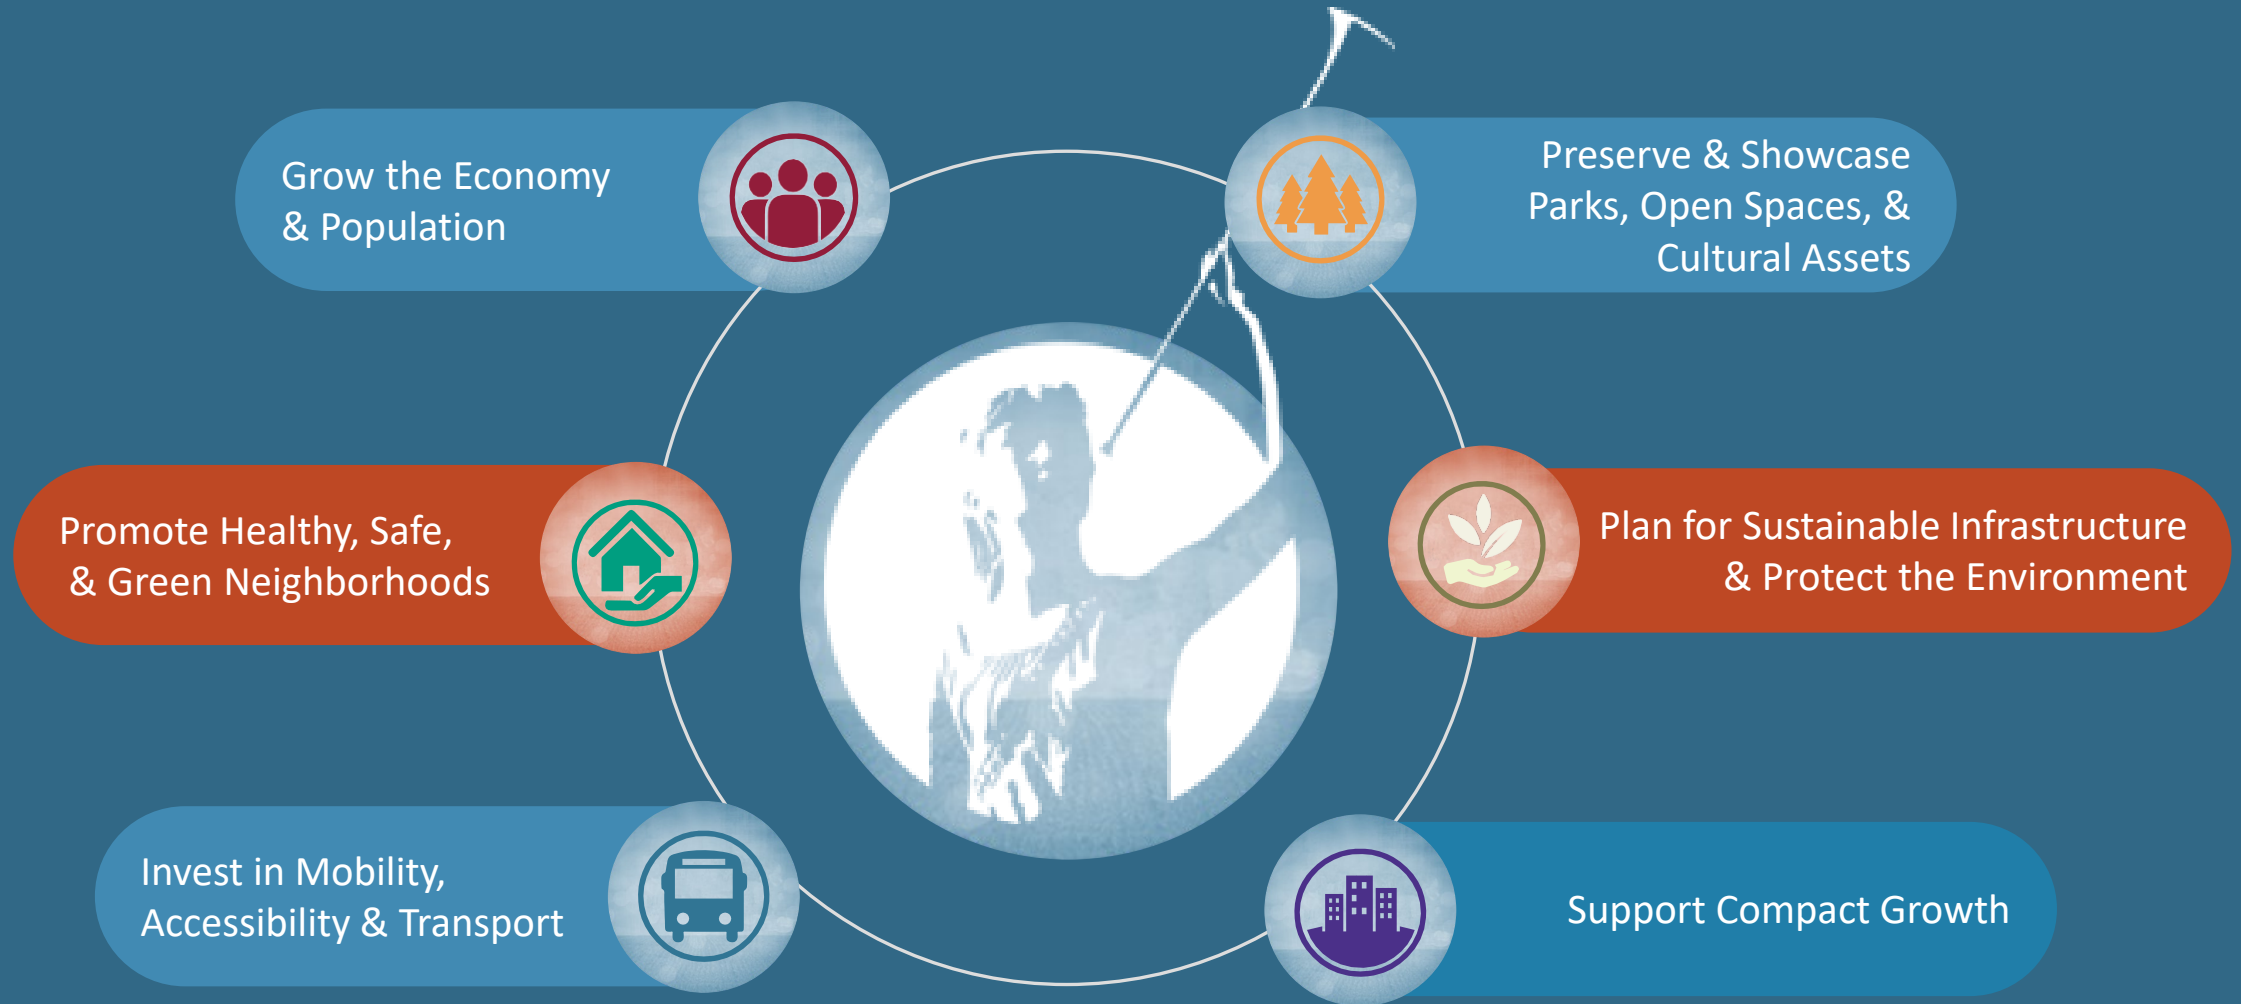 Grow the Economy
& Population
Preserve & Showcase
Parks, Open Spaces, &
Cultural Assets
Promote Healthy, Safe,
& Green Neighborhoods
Plan for Sustainable Infrastructure
& Protect the Environment
Invest in Mobility,
Accessibility & Transport
Support Compact Growth